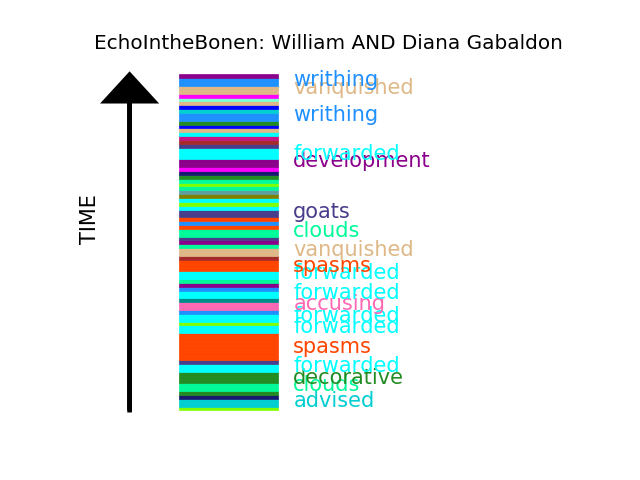 EchoIntheBonen: William AND Diana Gabaldon
writhing
vanquished
writhing
forwarded
development
TIME
goats
clouds
vanquished
spasms
forwarded
forwarded
accusing
forwarded
forwarded
spasms
forwarded
decorative
clouds
advised